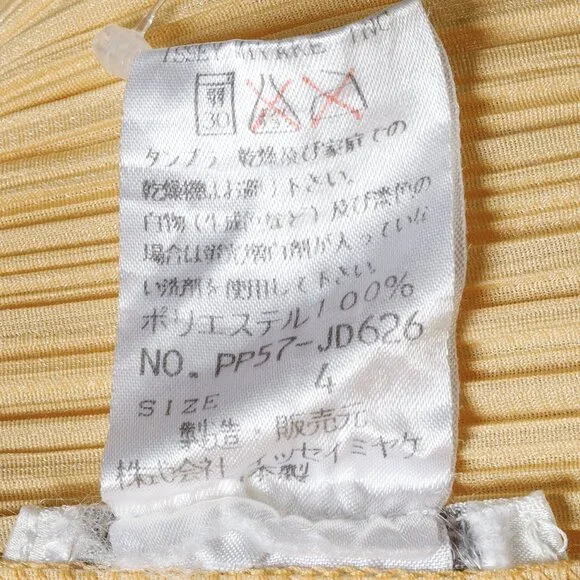 ISSEY MIYAKE INC.
弱
30
タンブラー乾燥及び家庭での
乾燥機はお避け下さい。
白物(生成色など)及び淡色の
場合は蛍光増白剤が入っていな
い洗剤を使用して下さい。
ポリエステル100%
NO. PP57-JD626
SIZE 4
製造・販売元
株式会社 イッセイミヤケ